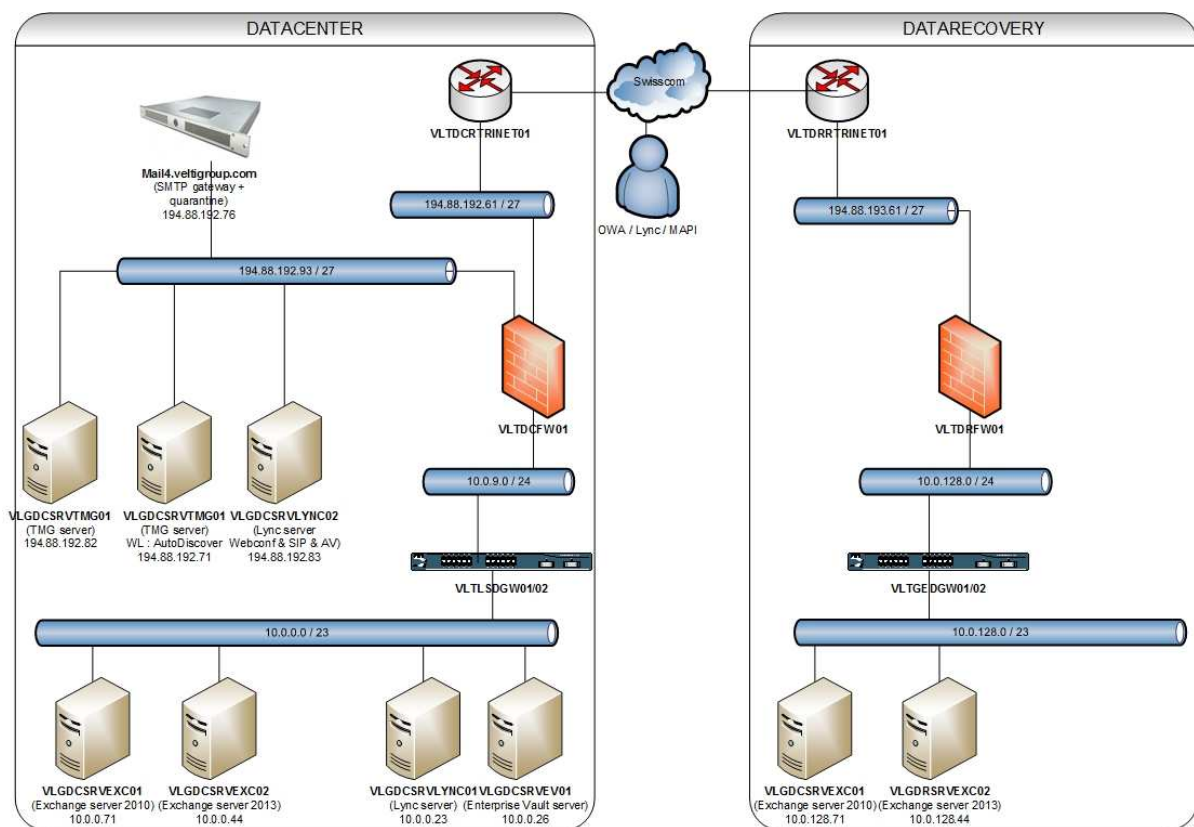 DATACENTER
DATARECOVERY
Swisscom
VLTDCRTRINET01
VLTDRRTRINET01
Mail4.veltigroup.com
(SMTP gateway +
quarantine)
194.88.192.76
194.88.192.61 / 27
OWA / Lync / MAPI
194.88.193.61 / 27
194.88.192.93 / 27
VLTDCFW01
VLTDRFW01
VLGDCSRVTMG01
(TMG server)
194.88.192.82
VLGDCSRVTMG01
(TMG server)
WL : AutoDiscover
194.88.192.71
VLGDCSRVLYNC02
(Lync server
Webconf & SIP & AV)
194.88.192.83
10.0.9.0 / 24
10.0.128.0 / 24
VLTLSDGW01/02
VLTGEDGW01/02
10.0.0.0 / 23
10.0.128.0 / 23
VLGDCSRVEXC01
(Exchange server 2010)
10.0.0.71
VLGDCSRVEXC02
(Exchange server 2013)
10.0.0.44
VLGDCSRVLYNC01
(Lync server)
10.0.0.23
VLGDCSRVEV01
(Enterprise Vault server)
10.0.0.26
VLGDCSRVEXC01
(Exchange server 2010)
10.0.128.71
VLGDRSRVEXC02
(Exchange server 2013)
10.0.128.44